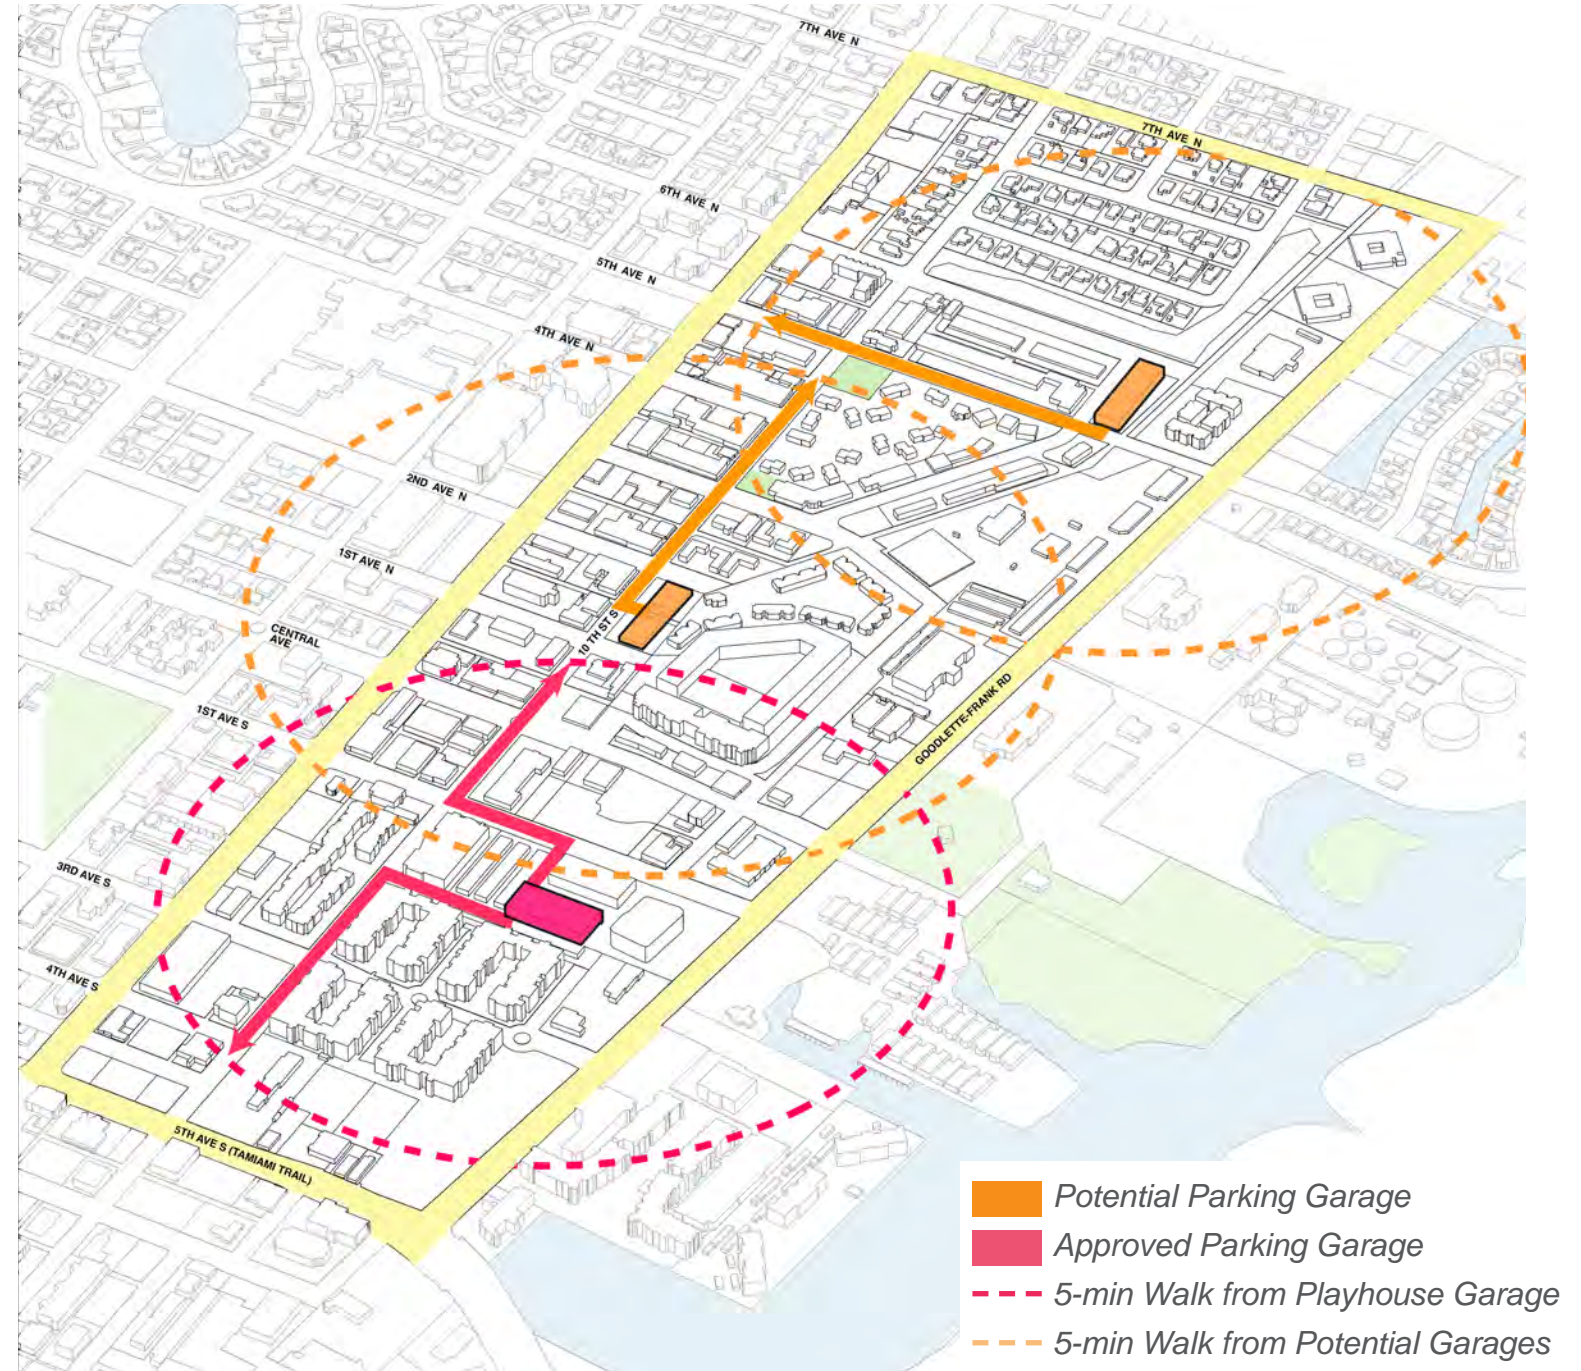 7TH AVE N
7TH AVE N
6TH AVE N
5TH AVE N
4TH AVE N
2ND AVE N
1ST AVE N
10 TH ST S
CENTRAL
AVE
1ST AVE S
GOODLETTE-FRANK RD
3RD AVE S
4TH AVE S
5TH AVE S (TAMIAMI TRAIL)
Potential Parking Garage
Approved Parking Garage
5-min Walk from Playhouse Garage
5-min Walk from Potential Garages